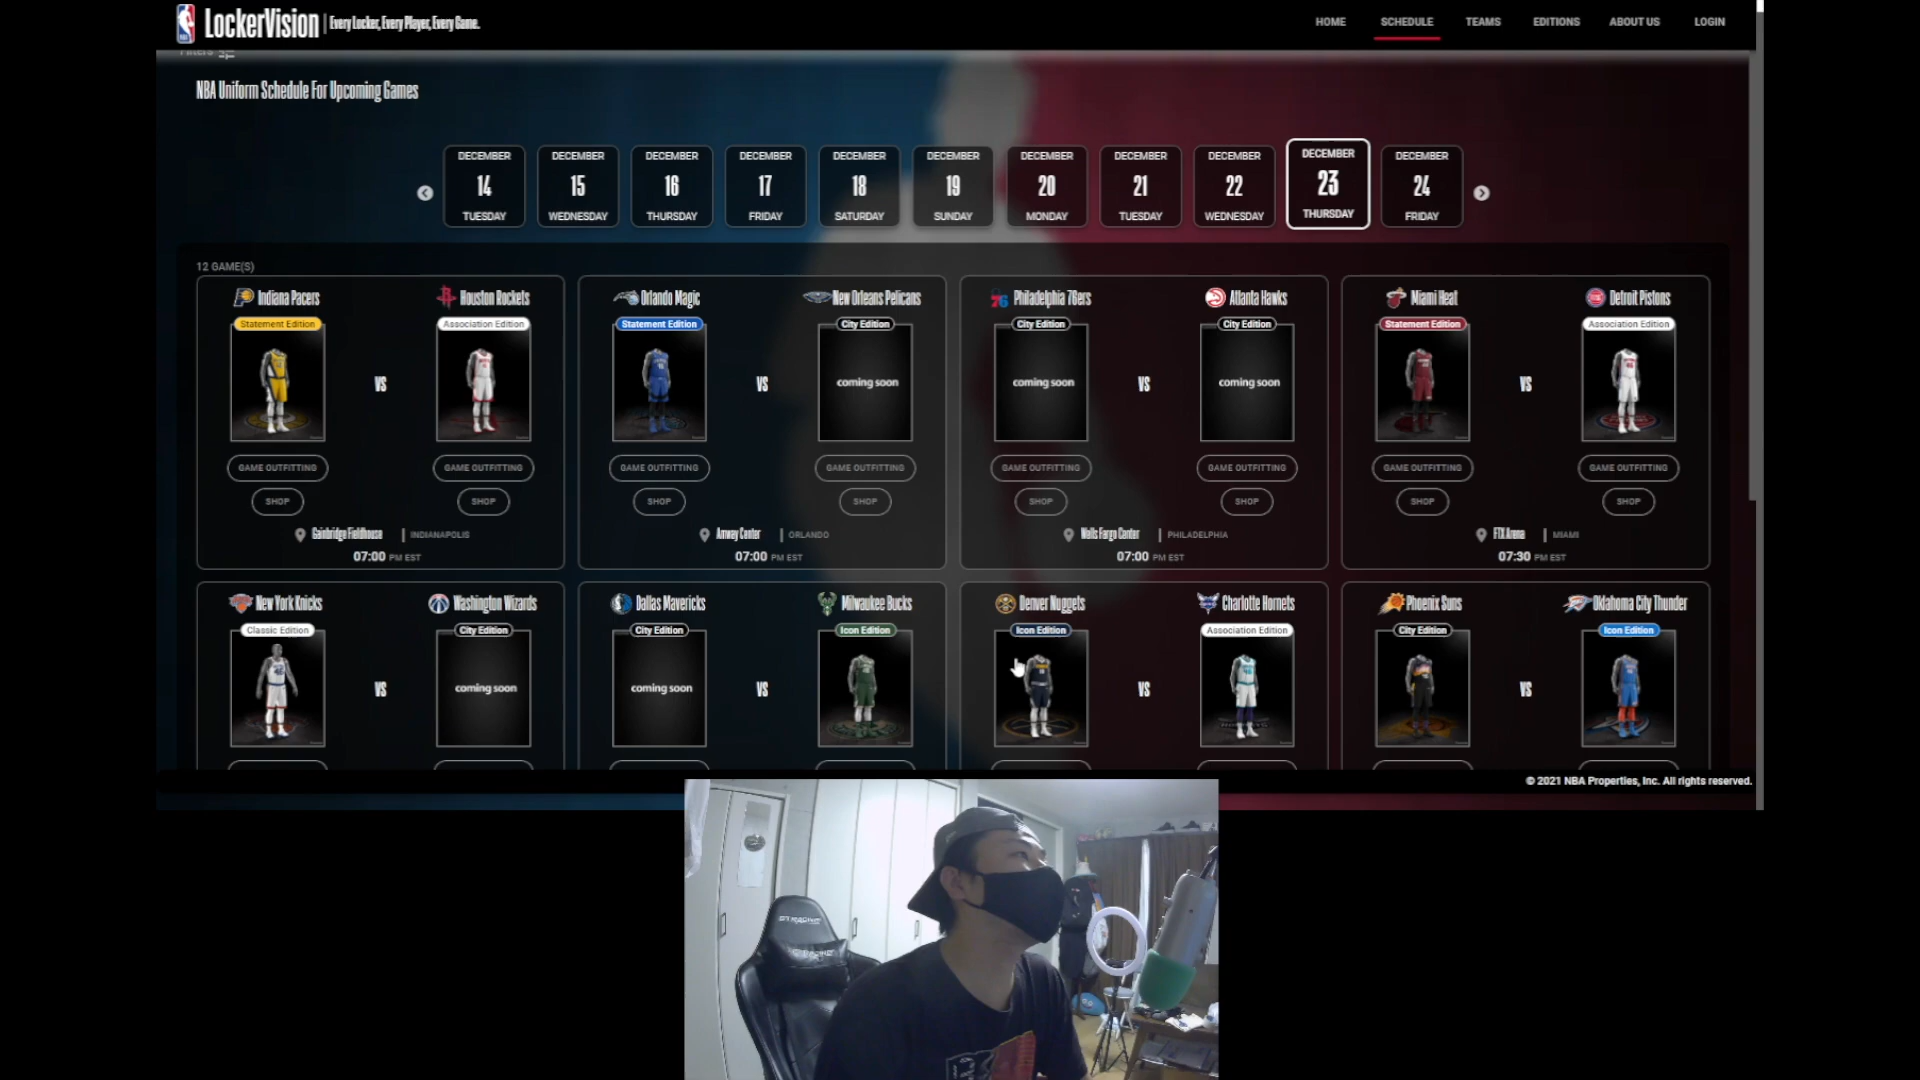 LockerVision | Every Locker, Every Player, Every Game.
HOME SCHEDULE TEAMS EDITIONS ABOUT US LOGIN
Filters
NBA Uniform Schedule For Upcoming Games
DECEMBER DECEMBER DECEMBER DECEMBER DECEMBER DECEMBER DECEMBER DECEMBER DECEMBER DECEMBER DECEMBER
14 15 16 17 18 19 20 21 22 23 24
TUESDAY WEDNESDAY THURSDAY FRIDAY SATURDAY SUNDAY MONDAY TUESDAY WEDNESDAY THURSDAY FRIDAY
12 GAME(S)
Indiana Pacers Houston Rockets Orlando Magic New Orleans Pelicans Philadelphia 76ers Atlanta Hawks Miami Heat Detroit Pistons
Statement Edition Association Edition Statement Edition City Edition City Edition City Edition Statement Edition Association Edition
VS VS coming soon coming soon VS coming soon VS
GAME OUTFITTING GAME OUTFITTING GAME OUTFITTING GAME OUTFITTING GAME OUTFITTING GAME OUTFITTING GAME OUTFITTING GAME OUTFITTING
SHOP SHOP SHOP SHOP SHOP SHOP SHOP SHOP
Gainbridge Fieldhouse | INDIANAPOLIS Amway Center | ORLANDO Wells Fargo Center | PHILADELPHIA FTX Arena | MIAMI
07:00 PM EST 07:00 PM EST 07:00 PM EST 07:30 PM EST
New York Knicks Washington Wizards Dallas Mavericks Milwaukee Bucks Denver Nuggets Charlotte Hornets Phoenix Suns Oklahoma City Thunder
Classic Edition City Edition City Edition Icon Edition Icon Edition Association Edition City Edition Icon Edition
VS coming soon coming soon VS VS VS
© 2021 NBA Properties, Inc. All rights reserved.
GTRACING